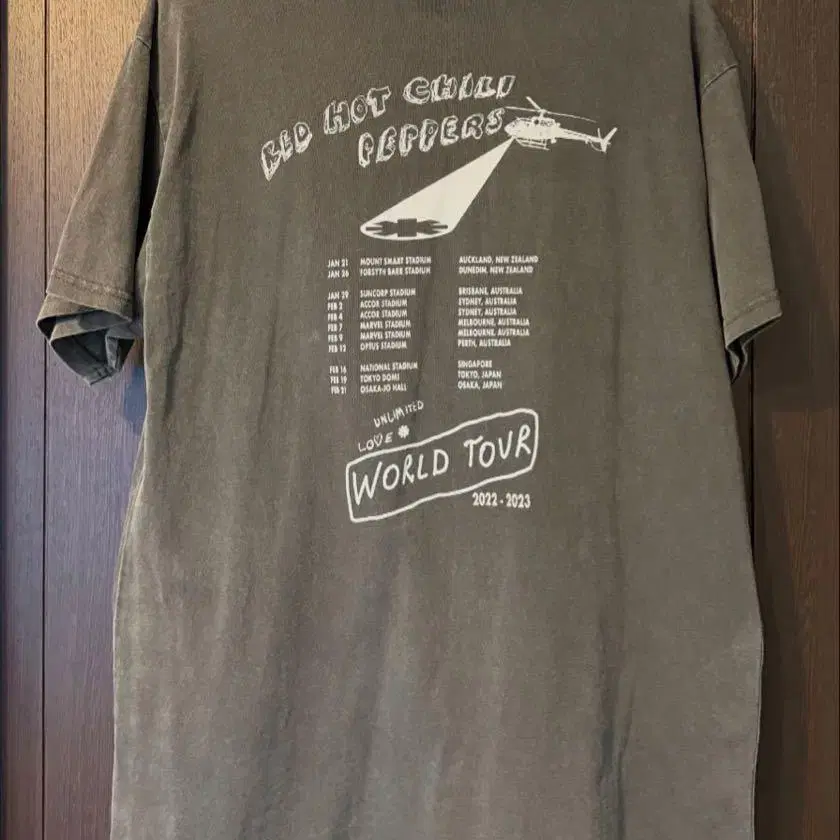 RED HOT CHILI
PEPPERS
JAN 21 MOUNT SMART STADIUM AUCKLAND, NEW ZEALAND
JAN 26 FORSYTH BARR STADIUM DUNEDIN, NEW ZEALAND
JAN 29 SUNCORP STADIUM BRISBANE, AUSTRALIA
FEB 2 ACCOR STADIUM SYDNEY, AUSTRALIA
FEB 4 ACCOR STADIUM SYDNEY, AUSTRALIA
FEB 7 MARVEL STADIUM MELBOURNE, AUSTRALIA
FEB 9 MARVEL STADIUM MELBOURNE, AUSTRALIA
FEB 12 OPTUS STADIUM PERTH, AUSTRALIA
FEB 16 NATIONAL STADIUM SINGAPORE
FEB 19 TOKYO DOME TOKYO, JAPAN
FEB 21 OSAKA-JO HALL OSAKA, JAPAN
UNLIMITED
LOVE
WORLD TOUR
2022 - 2023